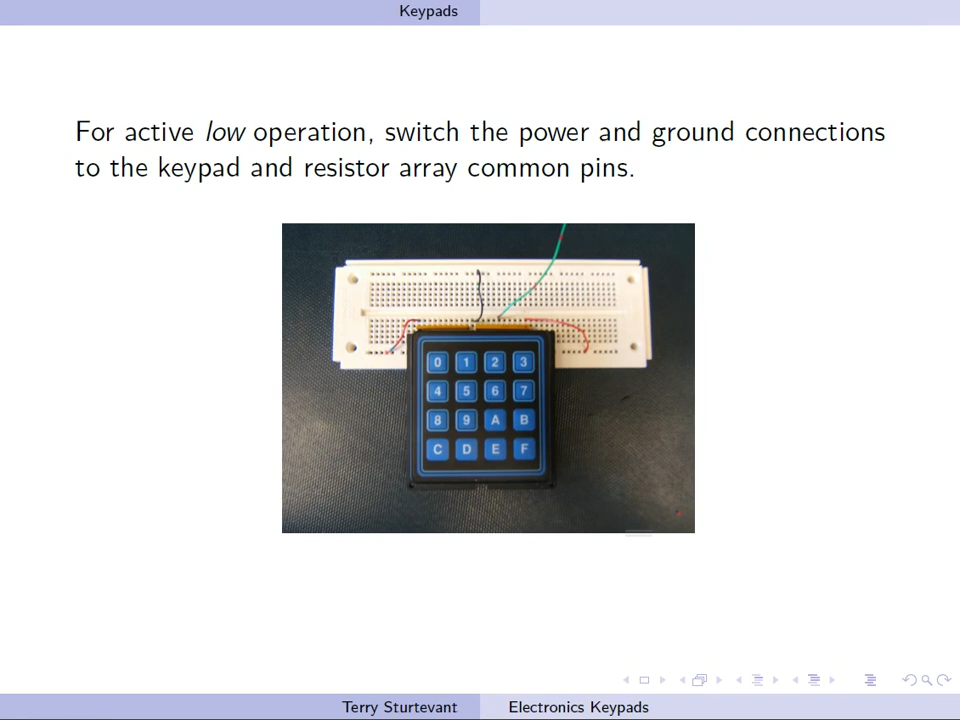 Keypads
For active low operation, switch the power and ground connections
to the keypad and resistor array common pins.
0 1 2 3
4 5 6 7
8 9 A B
C D E F
Terry Sturtevant
Electronics Keypads